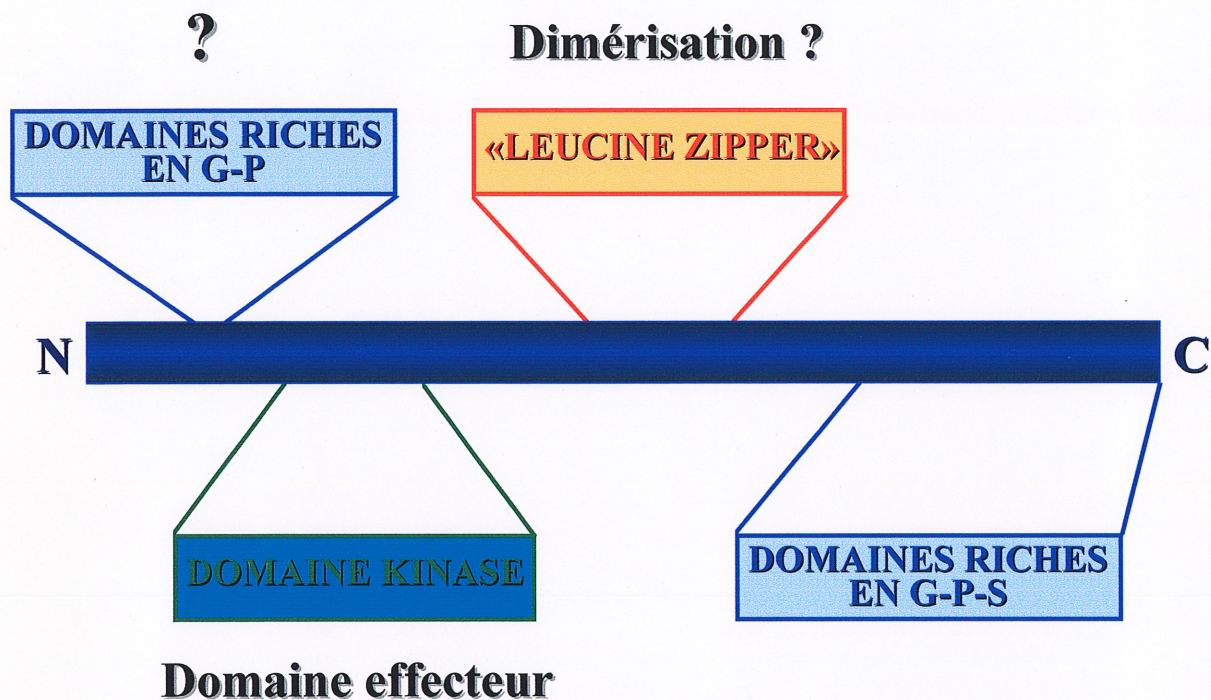 ?
Dimérisation ?
DOMAINES RICHES
EN G-P
«LEUCINE ZIPPER»
N
C
DOMAINE KINASE
DOMAINES RICHES
EN G-P-S
Domaine effecteur